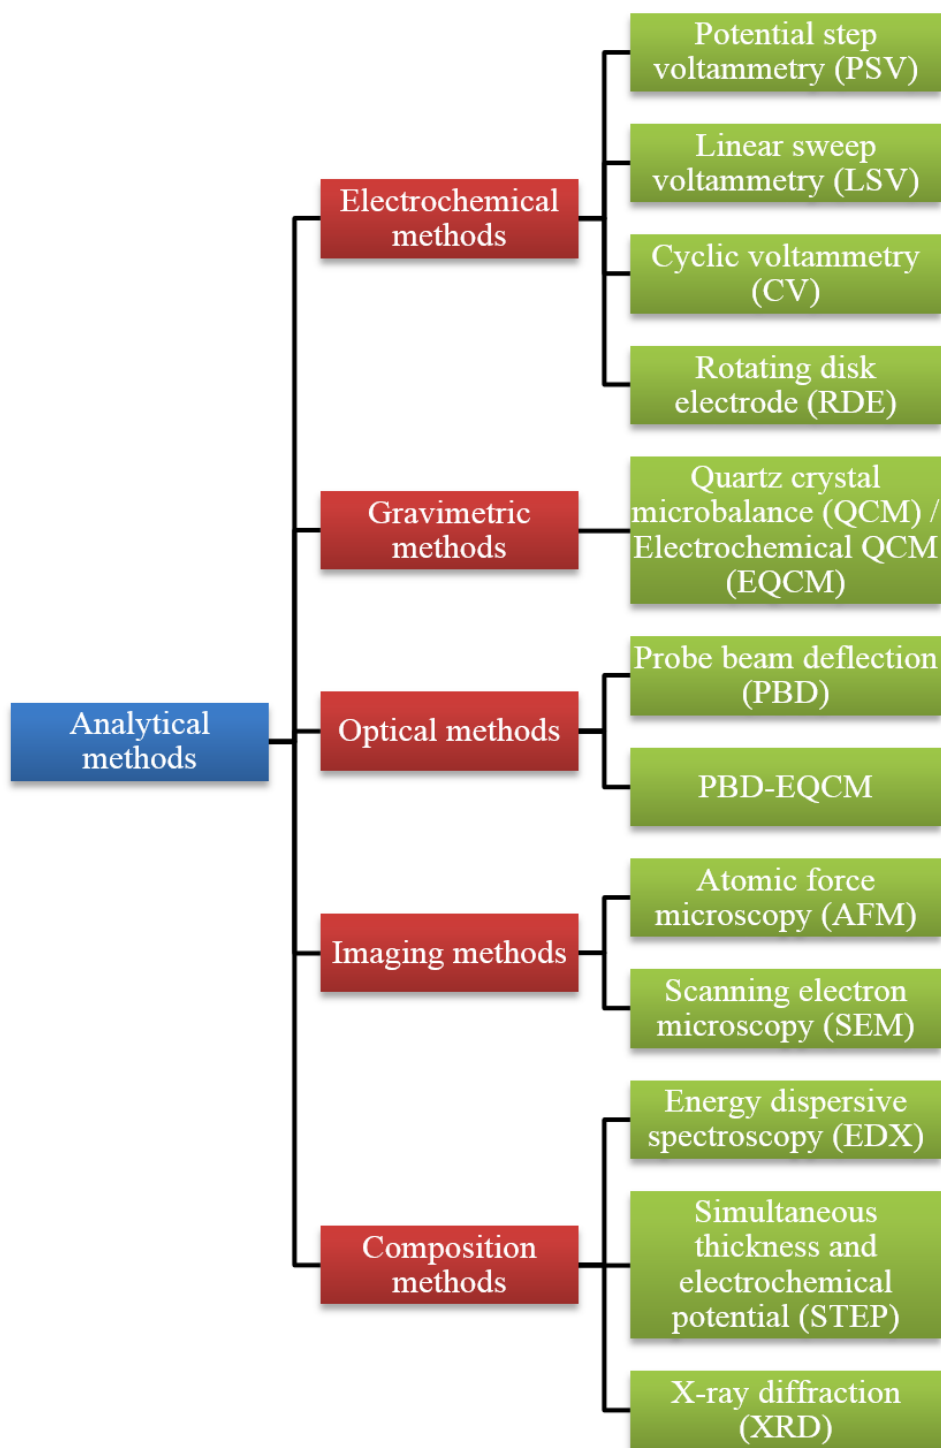 Potential step
voltammetry (PSV)
Linear sweep
voltammetry (LSV)
Electrochemical
methods
Cyclic voltammetry
(CV)
Rotating disk
electrode (RDE)
Quartz crystal
microbalance (QCM) /
Electrochemical QCM
(EQCM)
Gravimetric
methods
Probe beam deflection
(PBD)
Analytical
methods
Optical methods
PBD-EQCM
Atomic force
microscopy (AFM)
Imaging methods
Scanning electron
microscopy (SEM)
Energy dispersive
spectroscopy (EDX)
Simultaneous
thickness and
electrochemical
potential (STEP)
Composition
methods
X-ray diffraction
(XRD)